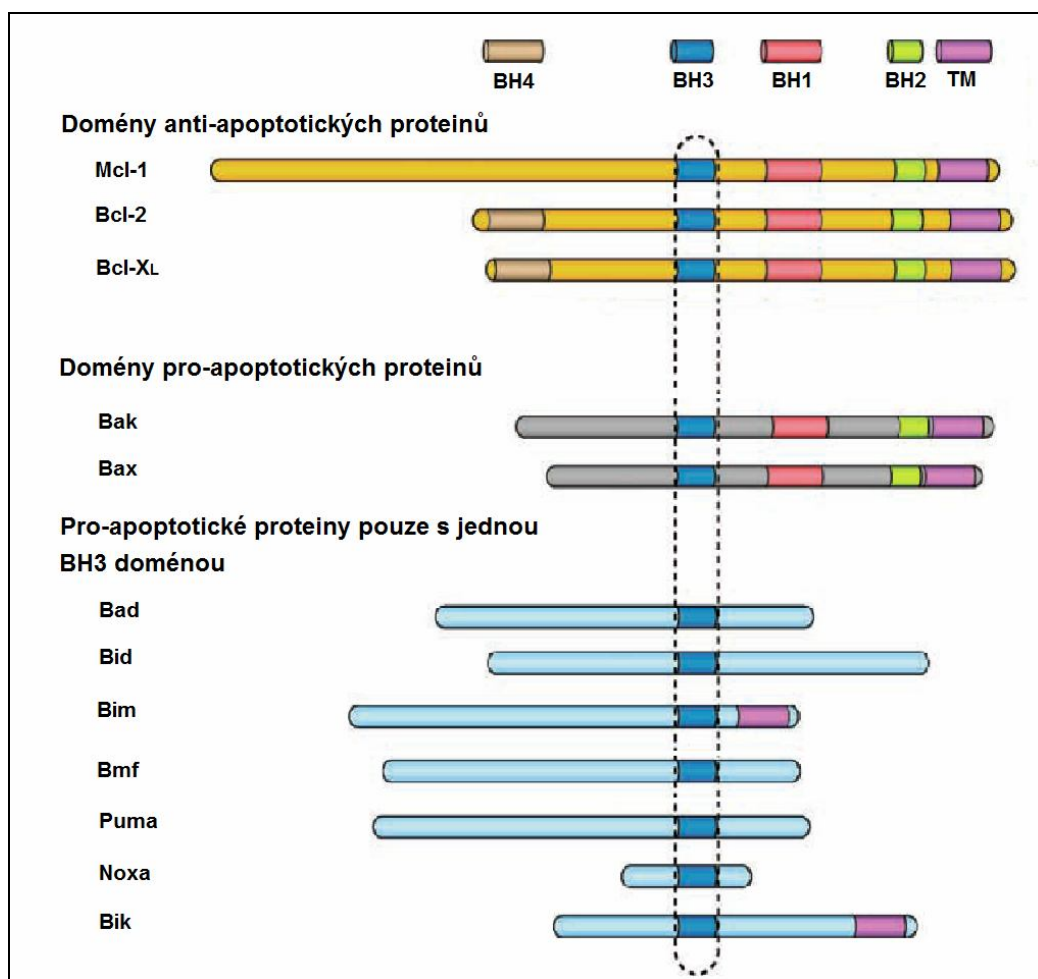 BH4 BH3 BH1 BH2 TM
Domény anti-apoptotických proteinů
Mcl-1
Bcl-2
Bcl-XL
Domény pro-apoptotických proteinů
Bak
Bax
Pro-apoptotické proteiny pouze s jednou
BH3 doménou
Bad
Bid
Bim
Bmf
Puma
Noxa
Bik